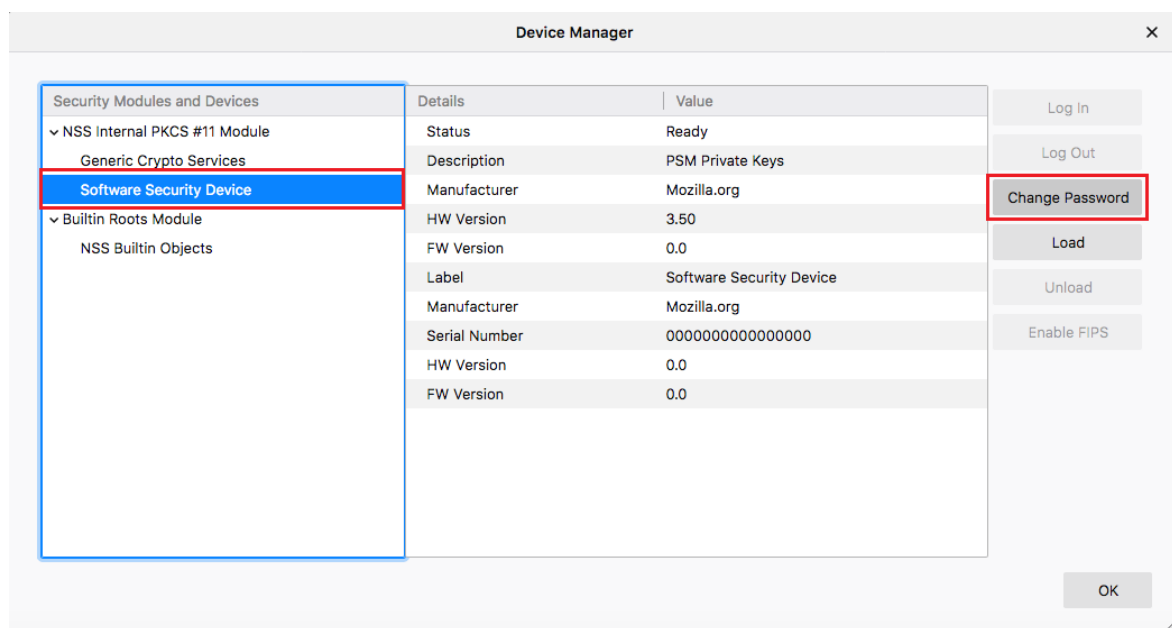 Device Manager
Security Modules and Devices Details Value
NSS Internal PKCS #11 Module Status Ready Log In
Generic Crypto Services Description PSM Private Keys Log Out
Software Security Device Manufacturer Mozilla.org Change Password
Builtin Roots Module HW Version 3.50
NSS Builtin Objects FW Version 0.0 Load
Label Software Security Device Unload
Manufacturer Mozilla.org
Serial Number 0000000000000000 Enable FIPS
HW Version 0.0
FW Version 0.0
OK